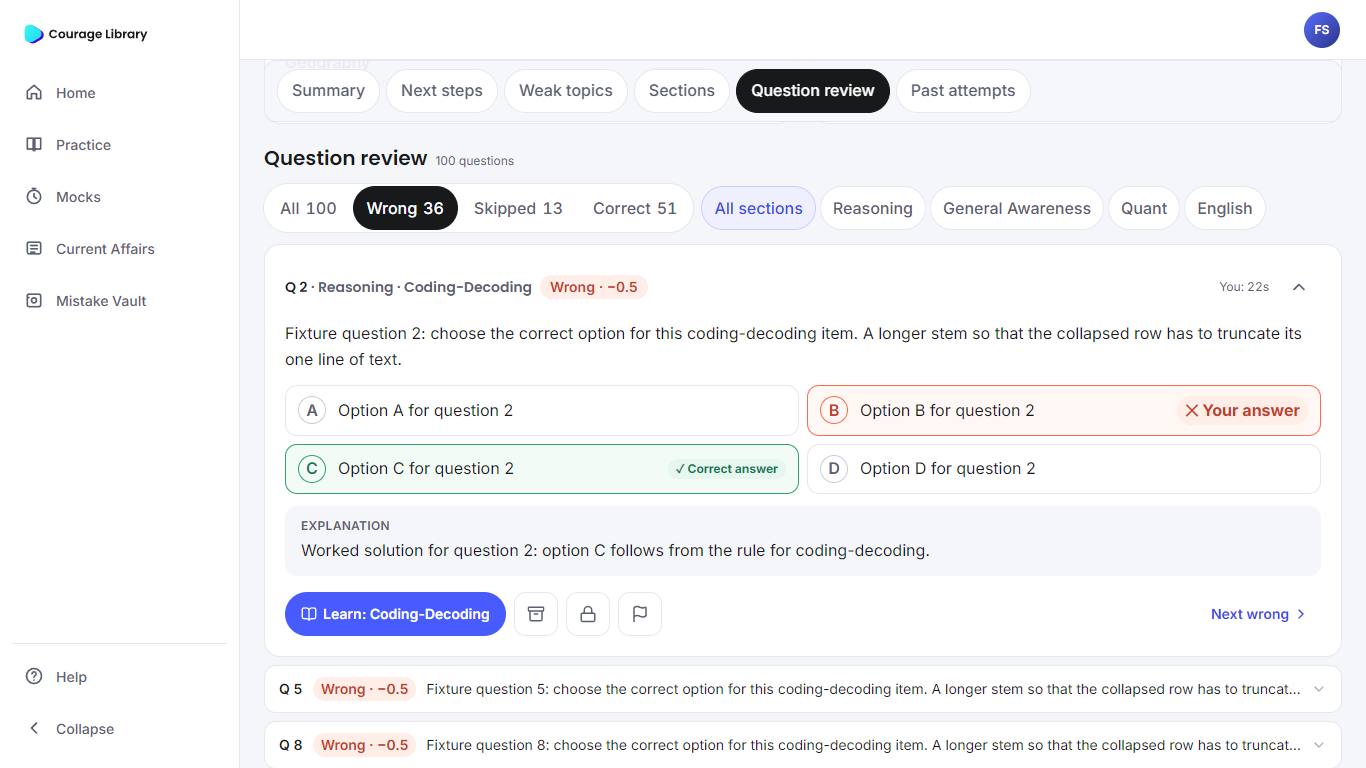 Courage Library
FS
Home
Practice
Mocks
Current Affairs
Mistake Vault
Help
Collapse
Geography
Summary
Next steps
Weak topics
Sections
Question review
Past attempts
Question review 100 questions
All 100
Wrong 36
Skipped 13
Correct 51
All sections
Reasoning
General Awareness
Quant
English
Q 2 · Reasoning · Coding-Decoding Wrong · −0.5 You: 22s
Fixture question 2: choose the correct option for this coding-decoding item. A longer stem so that the collapsed row has to truncate its
one line of text.
A Option A for question 2
B Option B for question 2 ✕ Your answer
C Option C for question 2 ✓ Correct answer
D Option D for question 2
EXPLANATION
Worked solution for question 2: option C follows from the rule for coding-decoding.
Learn: Coding-Decoding
Next wrong
Q 5 Wrong · −0.5 Fixture question 5: choose the correct option for this coding-decoding item. A longer stem so that the collapsed row has to truncat...
Q 8 Wrong · −0.5 Fixture question 8: choose the correct option for this coding-decoding item. A longer stem so that the collapsed row has to truncat...